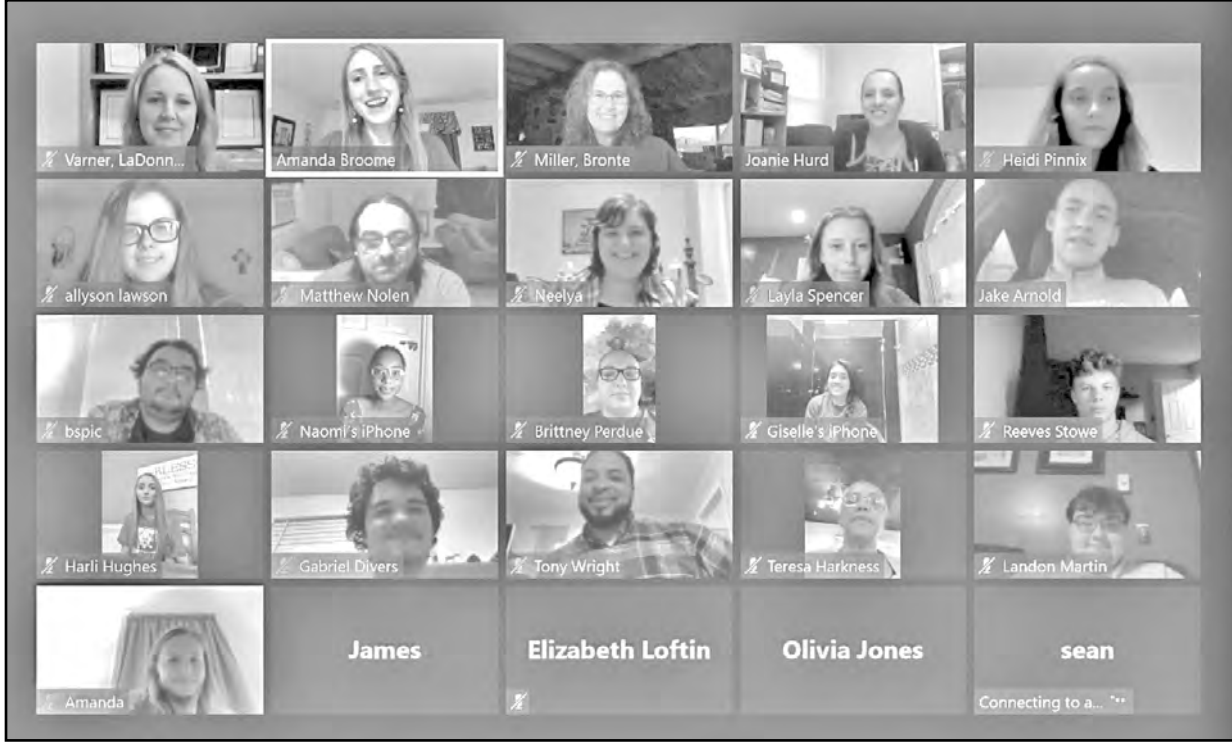 Varner, LaDonn...
Amanda Broome
Miller, Bronte
Joanie Hurd
Heidi Pinnix
allyson lawson
Matthew Nolen
Neelya
Layla Spencer
Jake Arnold
bspic
Naomi's iPhone
Brittney Perdue
Giselle's iPhone
Reeves Stowe
Harli Hughes
Gabriel Divers
Tony Wright
Teresa Harkness
Landon Martin
Amanda
James
Elizabeth Loftin
Olivia Jones
sean
Connecting to a...